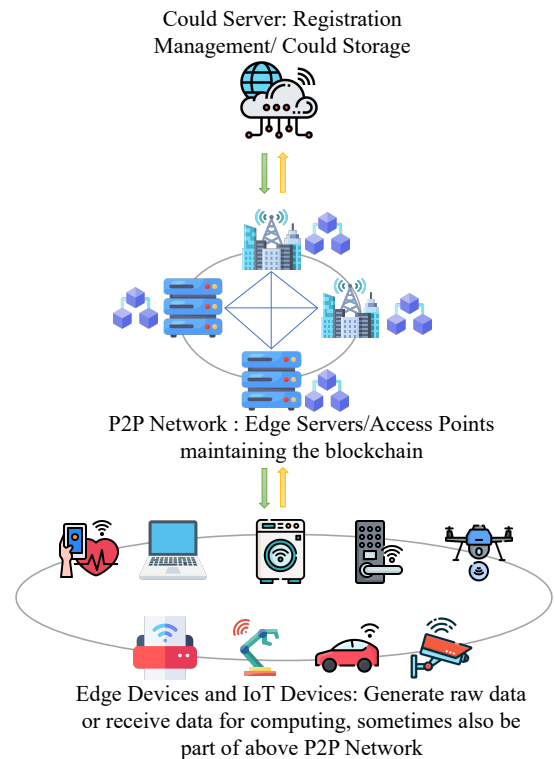 Could Server: Registration
Management/ Could Storage
P2P Network : Edge Servers/Access Points
maintaining the blockchain
Edge Devices and IoT Devices: Generate raw data
or receive data for computing, sometimes also be
part of above P2P Network